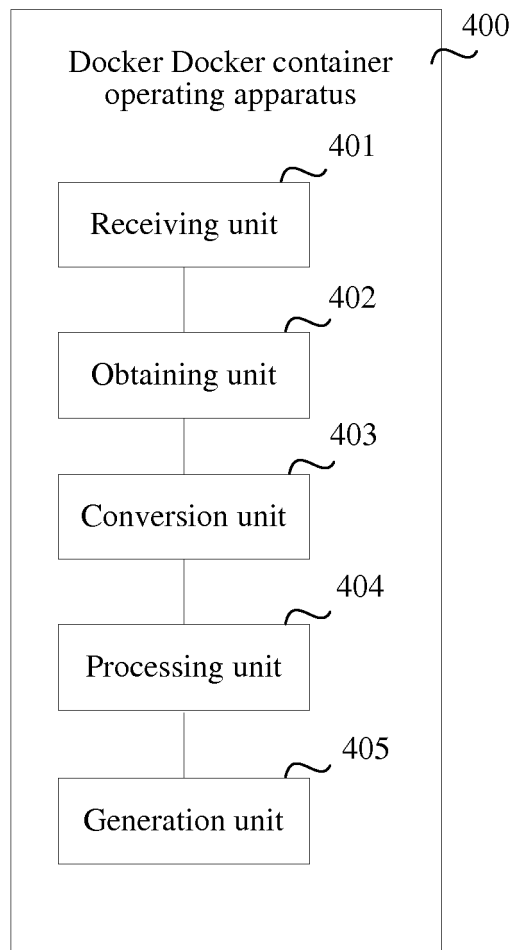 400
Docker Docker container
operating apparatus
401
Receiving unit
402
Obtaining unit
403
Conversion unit
404
Processing unit
405
Generation unit